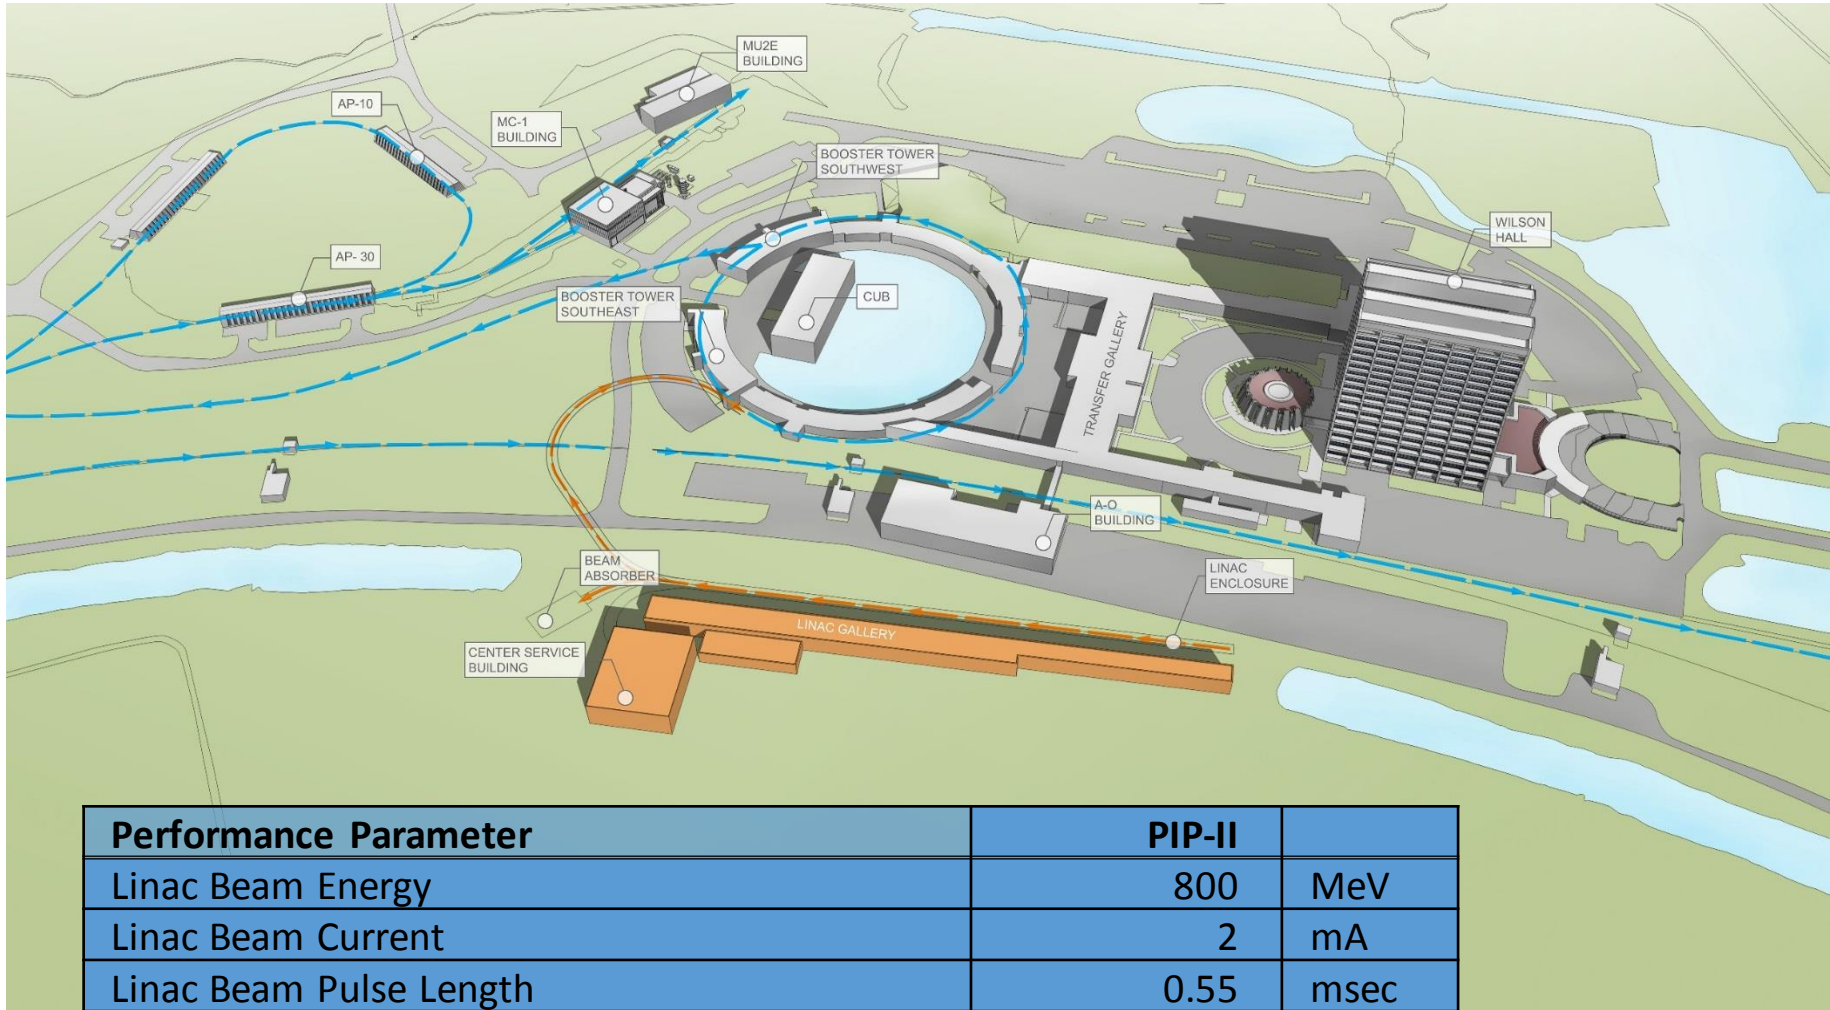 MU2E
BUILDING
AP-10
MC-1
BUILDING
BOOSTER TOWER
SOUTHWEST
WILSON
HALL
AP- 30
BOOSTER TOWER
SOUTHEAST
CUB
TRANSFER GALLERY
A-O
BUILDING
BEAM
ABSORBER
LINAC
ENCLOSURE
LINAC GALLERY
CENTER SERVICE
BUILDING
Performance Parameter PIP-II
Linac Beam Energy 800 MeV
Linac Beam Current 2 mA
Linac Beam Pulse Length 0.55 msec